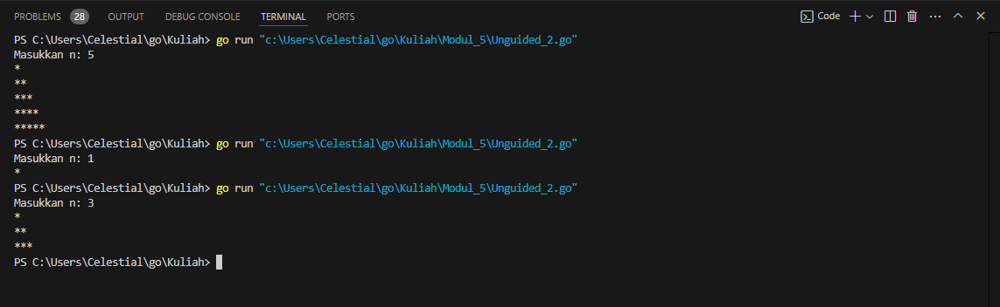 PROBLEMS 28 OUTPUT DEBUG CONSOLE TERMINAL PORTS Code
PS C:\Users\Celestial\go\Kuliah> go run "c:\Users\Celestial\go\Kuliah\Modul_5\Unguided_2.go"
Masukkan n: 5
*
**
***
****
*****
PS C:\Users\Celestial\go\Kuliah> go run "c:\Users\Celestial\go\Kuliah\Modul_5\Unguided_2.go"
Masukkan n: 1
*
PS C:\Users\Celestial\go\Kuliah> go run "c:\Users\Celestial\go\Kuliah\Modul_5\Unguided_2.go"
Masukkan n: 3
*
**
***
PS C:\Users\Celestial\go\Kuliah>